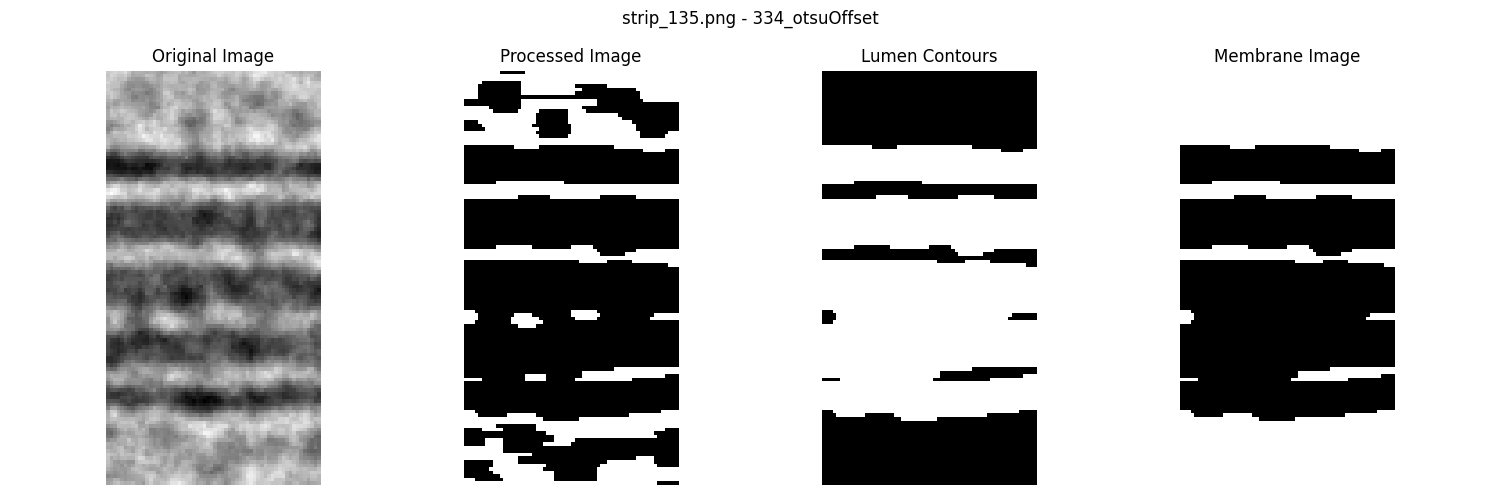 strip_135.png - 334_otsuOffset
Original Image
Processed Image
Lumen Contours
Membrane Image